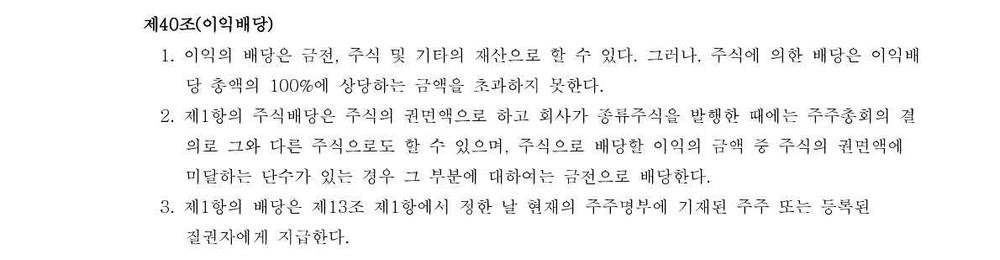 제40조(이익배당)
1. 이익의 배당은 금전, 주식 및 기타의 재산으로 할 수 있다. 그러나, 주식에 의한 배당은 이익배
당 총액의 100%에 상당하는 금액을 초과하지 못한다.
2. 제1항의 주식배당은 주식의 권면액으로 하고 회사가 종류주식을 발행한 때에는 주주총회의 결
의로 그와 다른 주식으로도 할 수 있으며, 주식으로 배당할 이익의 금액 중 주식의 권면액에
미달하는 단수가 있는 경우 그 부분에 대하여는 금전으로 배당한다.
3. 제1항의 배당은 제13조 제1항에서 정한 날 현재의 주주명부에 기재된 주주 또는 등록된
질권자에게 지급한다.